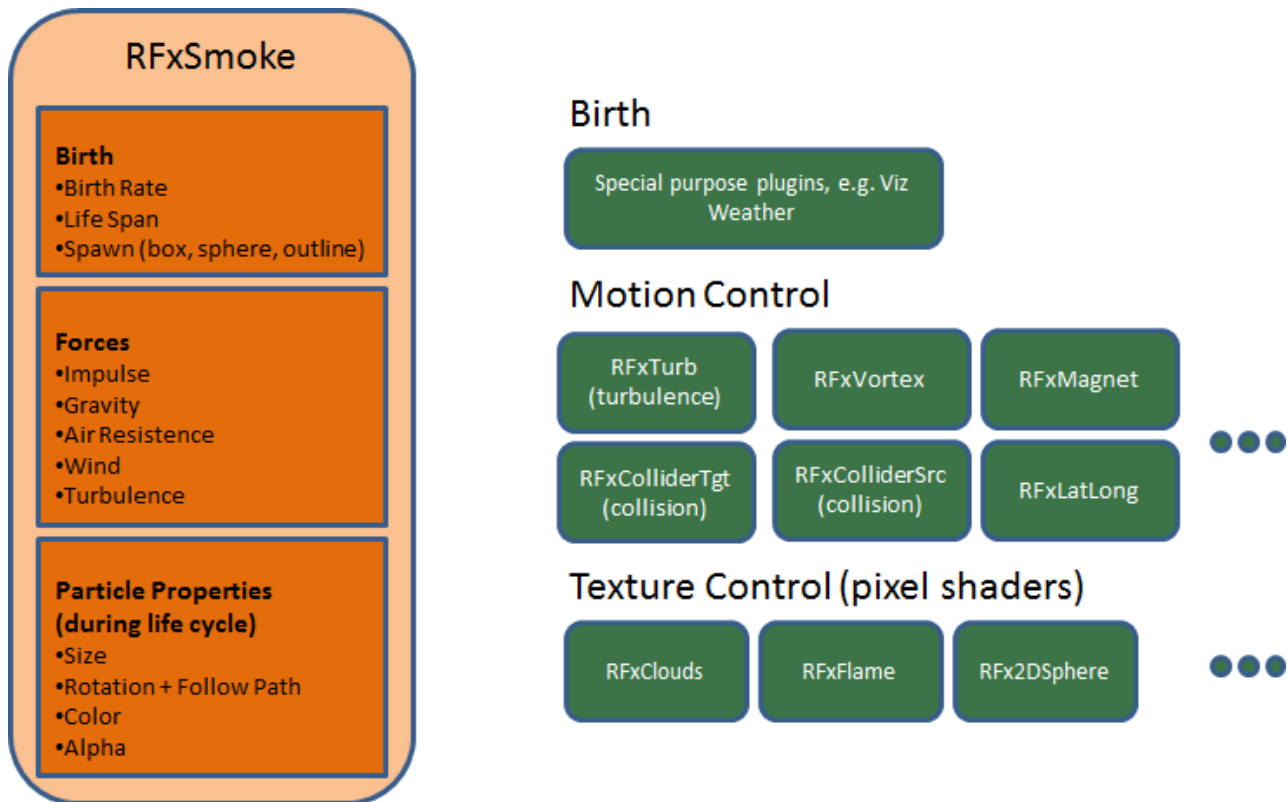 RFxSmoke
Birth
•Birth Rate
•Life Span
•Spawn (box, sphere, outline)
Forces
•Impulse
•Gravity
•Air Resistence
•Wind
•Turbulence
Particle Properties
(during life cycle)
•Size
•Rotation + Follow Path
•Color
•Alpha
Birth
Special purpose plugins, e.g. Viz
Weather
Motion Control
RFxTurb
(turbulence)
RFxVortex
RFxMagnet
RFxColliderTgt
(collision)
RFxColliderSrc
(collision)
RFxLatLong
Texture Control (pixel shaders)
RFxClouds
RFxFlame
RFx2DSphere